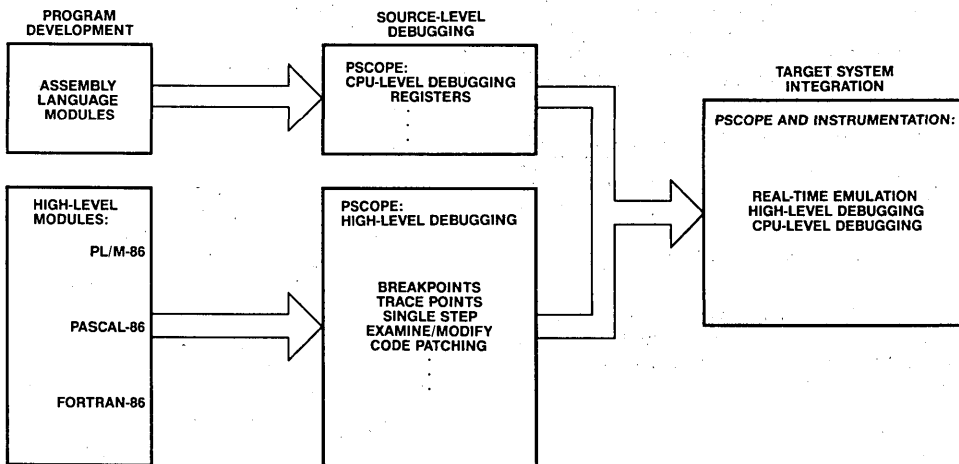 PROGRAM
DEVELOPMENT
ASSEMBLY
LANGUAGE
MODULES
HIGH-LEVEL
MODULES:
PL/M-86
PASCAL-86
FORTRAN-86
SOURCE-LEVEL
DEBUGGING
PSCOPE:
CPU-LEVEL DEBUGGING
REGISTERS
.
.
.
PSCOPE:
HIGH-LEVEL DEBUGGING
BREAKPOINTS
TRACE POINTS
SINGLE STEP
EXAMINE/MODIFY
CODE PATCHING
.
.
.
TARGET SYSTEM
INTEGRATION
PSCOPE AND INSTRUMENTATION:
REAL-TIME EMULATION
HIGH-LEVEL DEBUGGING
CPU-LEVEL DEBUGGING